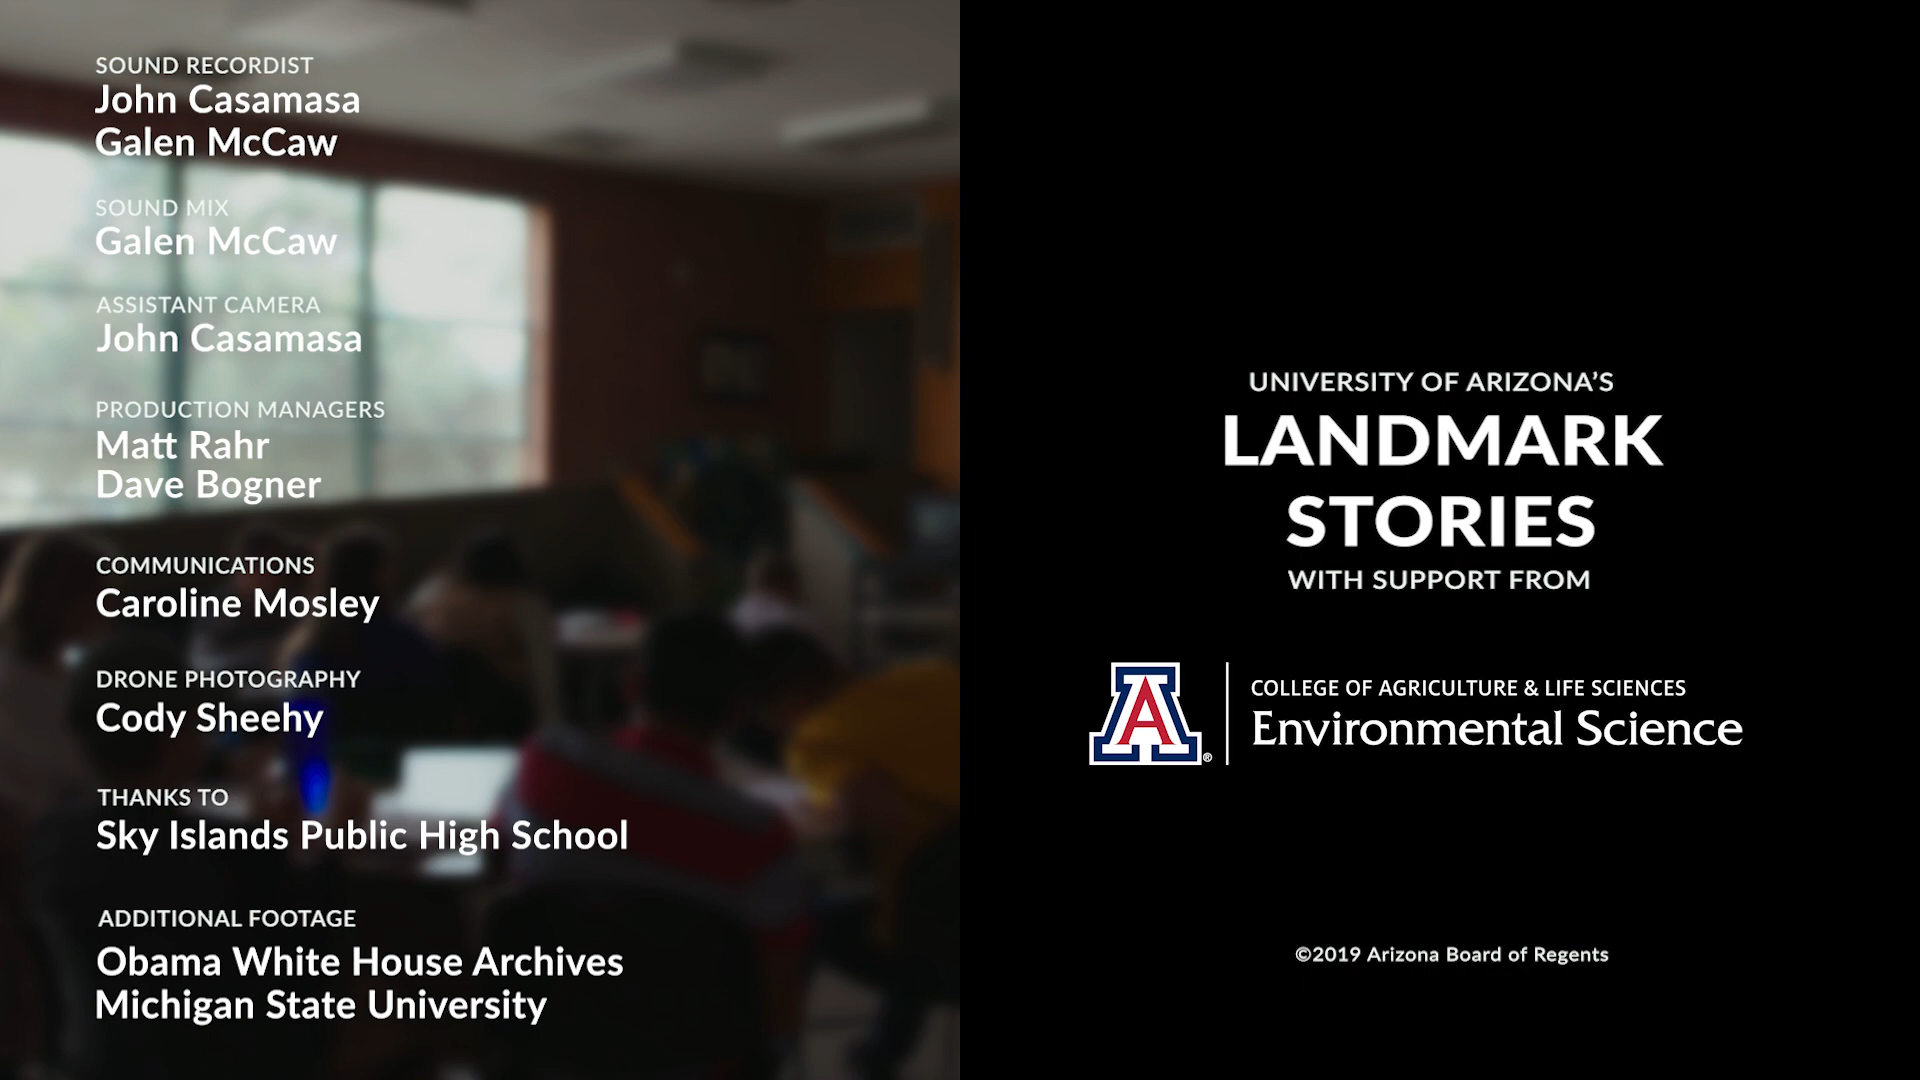 SOUND RECORDIST
John Casamasa
Galen McCaw
SOUND MIX
Galen McCaw
ASSISTANT CAMERA
John Casamasa
PRODUCTION MANAGERS
Matt Rahr
Dave Bogner
COMMUNICATIONS
Caroline Mosley
DRONE PHOTOGRAPHY
Cody Sheehy
THANKS TO
Sky Islands Public High School
ADDITIONAL FOOTAGE
Obama White House Archives
Michigan State University
UNIVERSITY OF ARIZONA’S
LANDMARK
STORIES
WITH SUPPORT FROM
A®
COLLEGE OF AGRICULTURE & LIFE SCIENCES
Environmental Science
©2019 Arizona Board of Regents